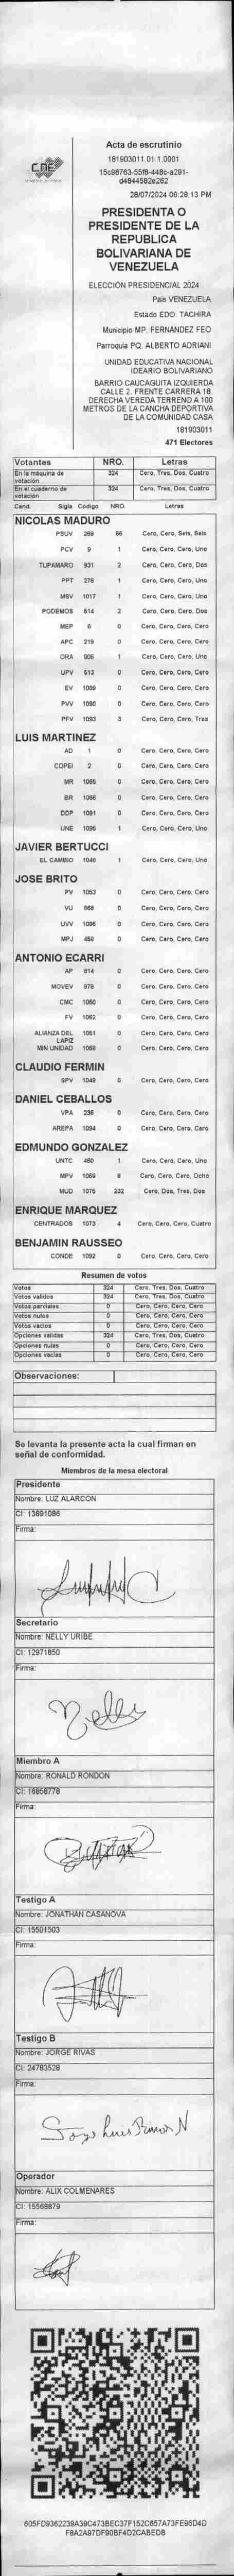 CNE
Acta de escrutinio
181903011.01.1.0001
15c98763-55f8-448c-a291-
d4844582e262
28/07/2024 06:28:13 PM
PRESIDENTA O
PRESIDENTE DE LA
REPUBLICA
BOLIVARIANA DE
VENEZUELA
ELECCIÓN PRESIDENCIAL 2024
País VENEZUELA
Estado EDO. TACHIRA
Municipio MP. FERNANDEZ FEO
Parroquia PQ. ALBERTO ADRIANI
UNIDAD EDUCATIVA NACIONAL
IDEARIO BOLIVARIANO
BARRIO CAUCAGUITA IZQUIERDA
CALLE 2. FRENTE CARRERA 16.
DERECHA VEREDA TERRENO A 100
METROS DE LA CANCHA DEPORTIVA
DE LA COMUNIDAD CASA
181903011
471 Electores
Votantes NRO. Letras
En la máquina de votación 324 Cero, Tres, Dos, Cuatro
En el cuaderno de votación 324 Cero, Tres, Dos, Cuatro
Cand. Sigla Código NRO. Letras
NICOLAS MADURO
PSUV 269 66 Cero, Cero, Seis, Seis
PCV 9 1 Cero, Cero, Cero, Uno
TUPAMARO 931 2 Cero, Cero, Cero, Dos
PPT 276 1 Cero, Cero, Cero, Uno
MSV 1017 1 Cero, Cero, Cero, Uno
PODEMOS 514 2 Cero, Cero, Cero, Dos
MEP 6 0 Cero, Cero, Cero, Cero
APC 219 0 Cero, Cero, Cero, Cero
ORA 906 1 Cero, Cero, Cero, Uno
UPV 513 0 Cero, Cero, Cero, Cero
EV 1099 0 Cero, Cero, Cero, Cero
PVV 1090 0 Cero, Cero, Cero, Cero
PFV 1093 3 Cero, Cero, Cero, Tres
LUIS MARTINEZ
AD 1 0 Cero, Cero, Cero, Cero
COPEI 2 0 Cero, Cero, Cero, Cero
MR 1065 0 Cero, Cero, Cero, Cero
BR 1066 0 Cero, Cero, Cero, Cero
DDP 1091 0 Cero, Cero, Cero, Cero
UNE 1095 1 Cero, Cero, Cero, Uno
JAVIER BERTUCCI
EL CAMBIO 1048 1 Cero, Cero, Cero, Uno
JOSE BRITO
PV 1053 0 Cero, Cero, Cero, Cero
VU 868 0 Cero, Cero, Cero, Cero
UVV 1096 0 Cero, Cero, Cero, Cero
MPJ 458 0 Cero, Cero, Cero, Cero
ANTONIO ECARRI
AP 814 0 Cero, Cero, Cero, Cero
MOVEV 978 0 Cero, Cero, Cero, Cero
CMC 1050 0 Cero, Cero, Cero, Cero
FV 1062 0 Cero, Cero, Cero, Cero
ALIANZA DEL LAPIZ 1051 0 Cero, Cero, Cero, Cero
MIN UNIDAD 1058 0 Cero, Cero, Cero, Cero
CLAUDIO FERMIN
SPV 1049 0 Cero, Cero, Cero, Cero
DANIEL CEBALLOS
VPA 236 0 Cero, Cero, Cero, Cero
AREPA 1094 0 Cero, Cero, Cero, Cero
EDMUNDO GONZALEZ
UNTC 460 1 Cero, Cero, Cero, Uno
MPV 1069 8 Cero, Cero, Cero, Ocho
MUD 1075 232 Cero, Dos, Tres, Dos
ENRIQUE MARQUEZ
CENTRADOS 1073 4 Cero, Cero, Cero, Cuatro
BENJAMIN RAUSSEO
CONDE 1092 0 Cero, Cero, Cero, Cero
Resumen de votos
Votos 324 Cero, Tres, Dos, Cuatro
Votos validos 324 Cero, Tres, Dos, Cuatro
Votos parciales 0 Cero, Cero, Cero, Cero
Votos nulos 0 Cero, Cero, Cero, Cero
Votos vacíos 0 Cero, Cero, Cero, Cero
Opciones validas 324 Cero, Tres, Dos, Cuatro
Opciones nulas 0 Cero, Cero, Cero, Cero
Opciones vacías 0 Cero, Cero, Cero, Cero
Observaciones:
Se levanta la presente acta la cual firman en
señal de conformidad.
Miembros de la mesa electoral
Presidente
Nombre: LUZ ALARCON
CI: 13891086
Firma:
Secretario
Nombre: NELLY URIBE
CI: 12971850
Firma:
Nelly
Miembro A
Nombre: RONALD RONDON
CI: 16858778
Firma:
Testigo A
Nombre: JONATHAN CASANOVA
CI: 15501503
Firma:
Testigo B
Nombre: JORGE RIVAS
CI: 24783528
Firma:
Operador
Nombre: ALIX COLMENARES
CI: 15568879
Firma:
605FD9362239A39C473BEC37F152C657A73FE96D4D
F8A2A97DF90BF4D2CABEDB